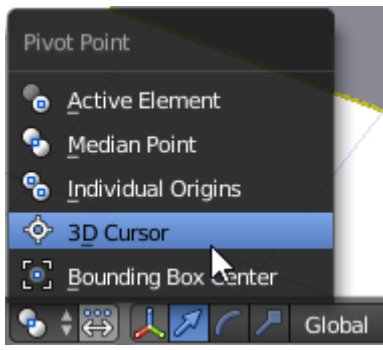 Pivot Point
Active Element
Median Point
Individual Origins
3D Cursor
Bounding Box Center
Global